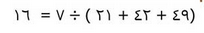 ١٦ = ٧ ÷ ( ٢١ + ٤٢ + ٤٩)